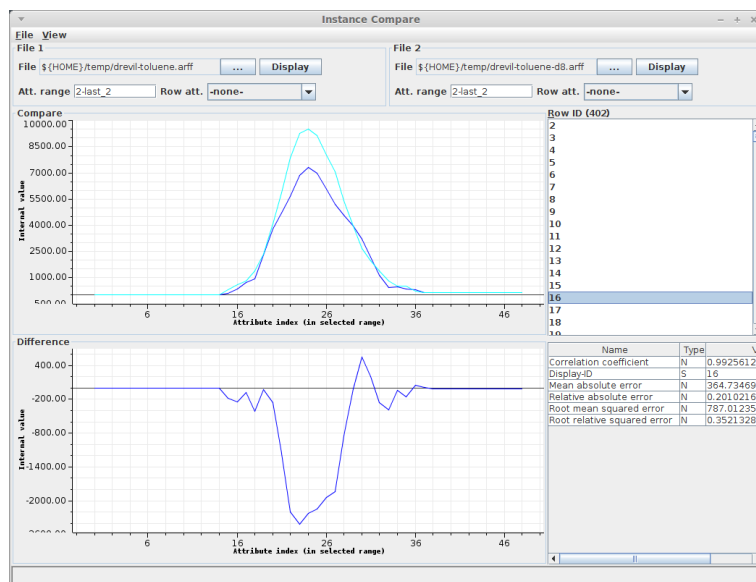 Instance Compare
File View
File 1
File ${HOME}/temp/drevil-toluene.arff ... Display
Att. range 2-last_2 Row att. -none-
File 2
File ${HOME}/temp/drevil-toluene-d8.arff ... Display
Att. range 2-last_2 Row att. -none-
Compare
10000.00
8500.00
7000.00
5500.00
4000.00
2500.00
1000.00
Internal value
6 16 26 36 46
Attribute index (in selected range)
Row ID (402)
2
3
4
5
6
7
8
9
10
11
12
13
14
15
16
17
18
Difference
400.00
-200.00
-800.00
-1400.00
-2000.00
Internal value
6 16 26 36 46
Attribute index (in selected range)
Name Type V
Correlation coefficient N 0.9925612
Display-ID S 16
Mean absolute error N 364.73469
Relative absolute error N 0.2010216
Root mean squared error N 787.01235
Root relative squared error N 0.3521328